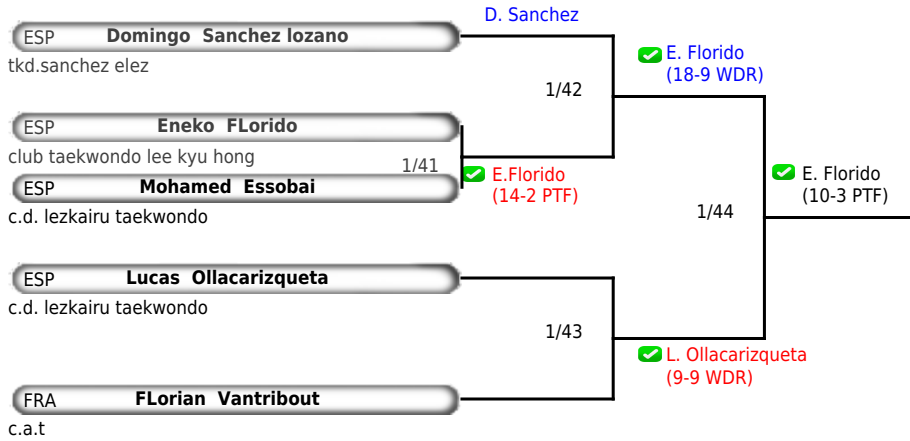 D. Sanchez
ESP Domingo Sanchez lozano
tkd.sanchez elez
E. Florido
(18-9 WDR)
1/42
ESP Eneko FLorido
club taekwondo lee kyu hong
1/41
E.Florido
(14-2 PTF)
ESP Mohamed Essobai
c.d. lezkairu taekwondo
E. Florido
(10-3 PTF)
1/44
ESP Lucas Ollacarizqueta
c.d. lezkairu taekwondo
1/43
L. Ollacarizqueta
(9-9 WDR)
FRA FLorian Vantribout
c.a.t